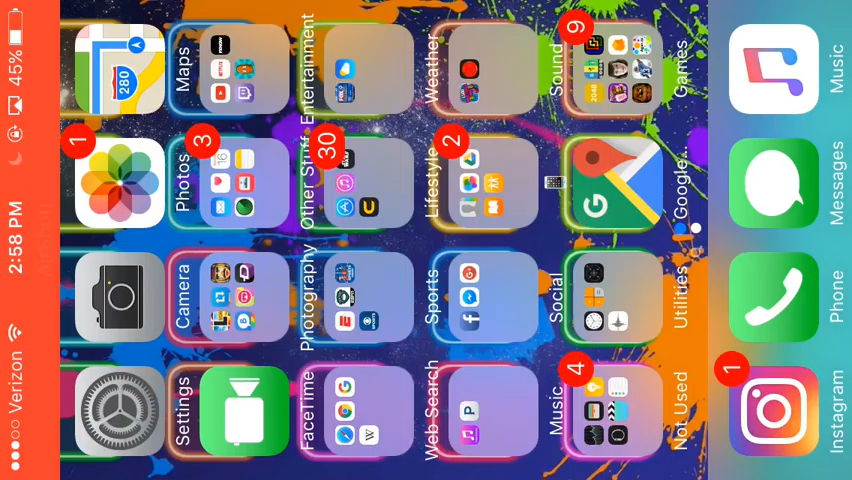 Verizon 2:58 PM 45%
1
280
Settings Camera Photos Maps
3
FaceTime Photography Other Stuff Entertainment
30
Web Search Sports Lifestyle Weather
2
Music Social Sound
4 9
G
Not Used Utilities Google... Games
1
Instagram Phone Messages Music